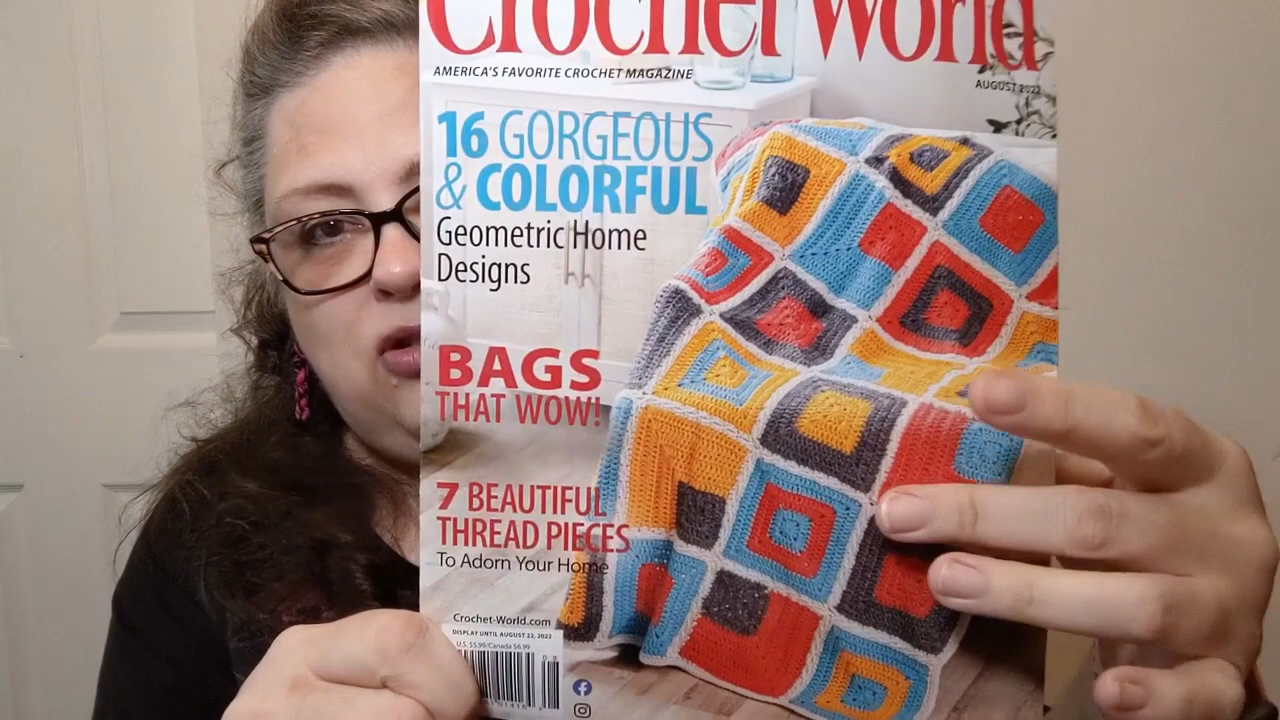 Crochet World
AMERICA'S FAVORITE CROCHET MAGAZINE
AUGUST 2022
16 GORGEOUS
& COLORFUL
Geometric Home
Designs
BAGS
THAT WOW!
7 BEAUTIFUL
THREAD PIECES
To Adorn Your Home
Crochet-World.com
DISPLAY UNTIL AUGUST 22, 2022
U.S. $5.99/Canada $6.99
0 8